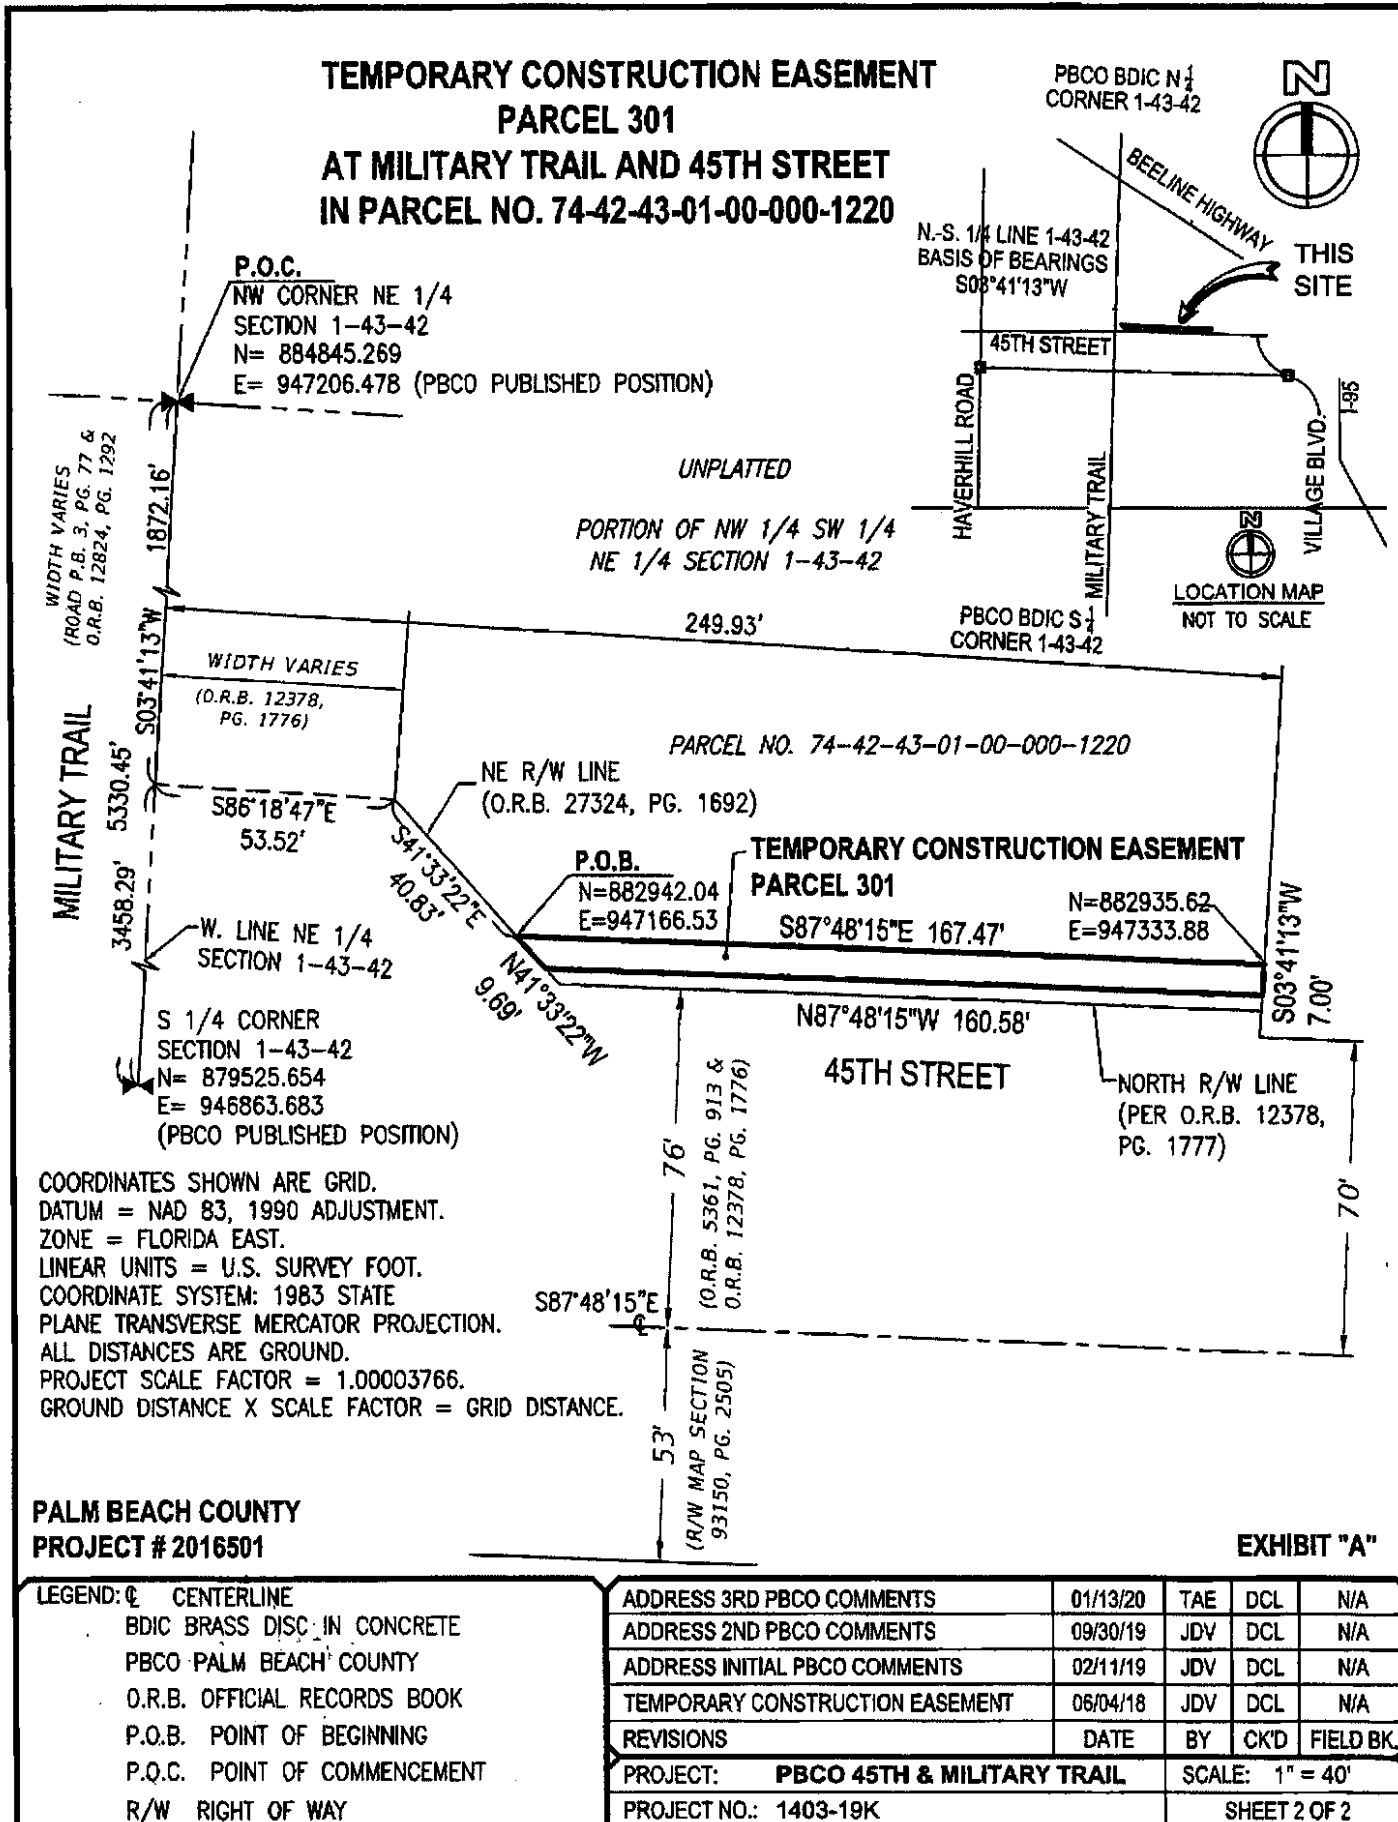 TEMPORARY CONSTRUCTION EASEMENT
PARCEL 301
AT MILITARY TRAIL AND 45TH STREET
IN PARCEL NO. 74-42-43-01-00-000-1220
PBCO BDIC N 1/4
CORNER 1-43-42
N
BEELINE HIGHWAY
N.-S. 1/4 LINE 1-43-42
BASIS OF BEARINGS
S03°41'13"W
THIS
SITE
45TH STREET
HAVERHILL ROAD
MILITARY TRAIL
VILLAGE BLVD.
I-95
N
LOCATION MAP
NOT TO SCALE
PBCO BDIC S 1/4
CORNER 1-43-42
P.O.C.
NW CORNER NE 1/4
SECTION 1-43-42
N= 884845.269
E= 947206.478 (PBCO PUBLISHED POSITION)
WIDTH VARIES
(ROAD P.B. 3, PG. 77 &
O.R.B. 12824, PG. 1292
1872.16'
S03°41'13"W
UNPLATTED
PORTION OF NW 1/4 SW 1/4
NE 1/4 SECTION 1-43-42
249.93'
WIDTH VARIES
(O.R.B. 12378,
PG. 1776)
MILITARY TRAIL
5330.45'
3458.29'
PARCEL NO. 74-42-43-01-00-000-1220
NE R/W LINE
(O.R.B. 27324, PG. 1692)
S86°18'47"E
53.52'
S41°33'22"E
40.83'
P.O.B.
N=882942.04
E=947166.53
TEMPORARY CONSTRUCTION EASEMENT
PARCEL 301
N=882935.62
E=947333.88
S87°48'15"E 167.47'
S03°41'13"W
7.00'
W. LINE NE 1/4
SECTION 1-43-42
N41°33'22"W
9.69'
N87°48'15"W 160.58'
45TH STREET
S 1/4 CORNER
SECTION 1-43-42
N= 879525.654
E= 946863.683
(PBCO PUBLISHED POSITION)
NORTH R/W LINE
(PER O.R.B. 12378,
PG. 1777)
76'
(O.R.B. 5361, PG. 913 &
O.R.B. 12378, PG. 1776)
70'
COORDINATES SHOWN ARE GRID.
DATUM = NAD 83, 1990 ADJUSTMENT.
ZONE = FLORIDA EAST.
LINEAR UNITS = U.S. SURVEY FOOT.
COORDINATE SYSTEM: 1983 STATE
PLANE TRANSVERSE MERCATOR PROJECTION.
ALL DISTANCES ARE GROUND.
PROJECT SCALE FACTOR = 1.00003766.
GROUND DISTANCE X SCALE FACTOR = GRID DISTANCE.
S87°48'15"E
℄
53'
(R/W MAP SECTION
93150, PG. 2505)
PALM BEACH COUNTY
PROJECT # 2016501
EXHIBIT "A"
LEGEND: ℄ CENTERLINE
BDIC BRASS DISC IN CONCRETE
PBCO PALM BEACH COUNTY
O.R.B. OFFICIAL RECORDS BOOK
P.O.B. POINT OF BEGINNING
P.O.C. POINT OF COMMENCEMENT
R/W RIGHT OF WAY
ADDRESS 3RD PBCO COMMENTS 01/13/20 TAE DCL N/A
ADDRESS 2ND PBCO COMMENTS 09/30/19 JDV DCL N/A
ADDRESS INITIAL PBCO COMMENTS 02/11/19 JDV DCL N/A
TEMPORARY CONSTRUCTION EASEMENT 06/04/18 JDV DCL N/A
REVISIONS DATE BY CK'D FIELD BK.
PROJECT: PBCO 45TH & MILITARY TRAIL SCALE: 1" = 40'
PROJECT NO.: 1403-19K SHEET 2 OF 2